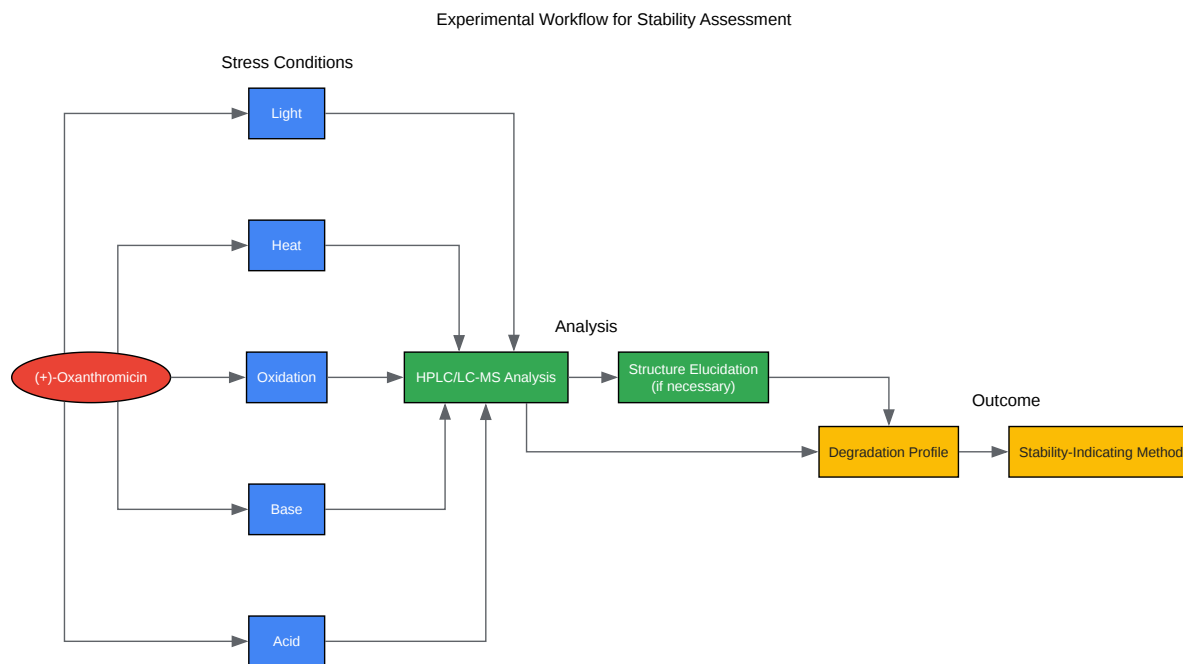 Experimental Workflow for Stability Assessment
Stress Conditions
Light
Heat
Analysis
(+)-Oxanthromicin
Oxidation
HPLC/LC-MS Analysis
Structure Elucidation
(if necessary)
Outcome
Degradation Profile
Stability-Indicating Method
Base
Acid